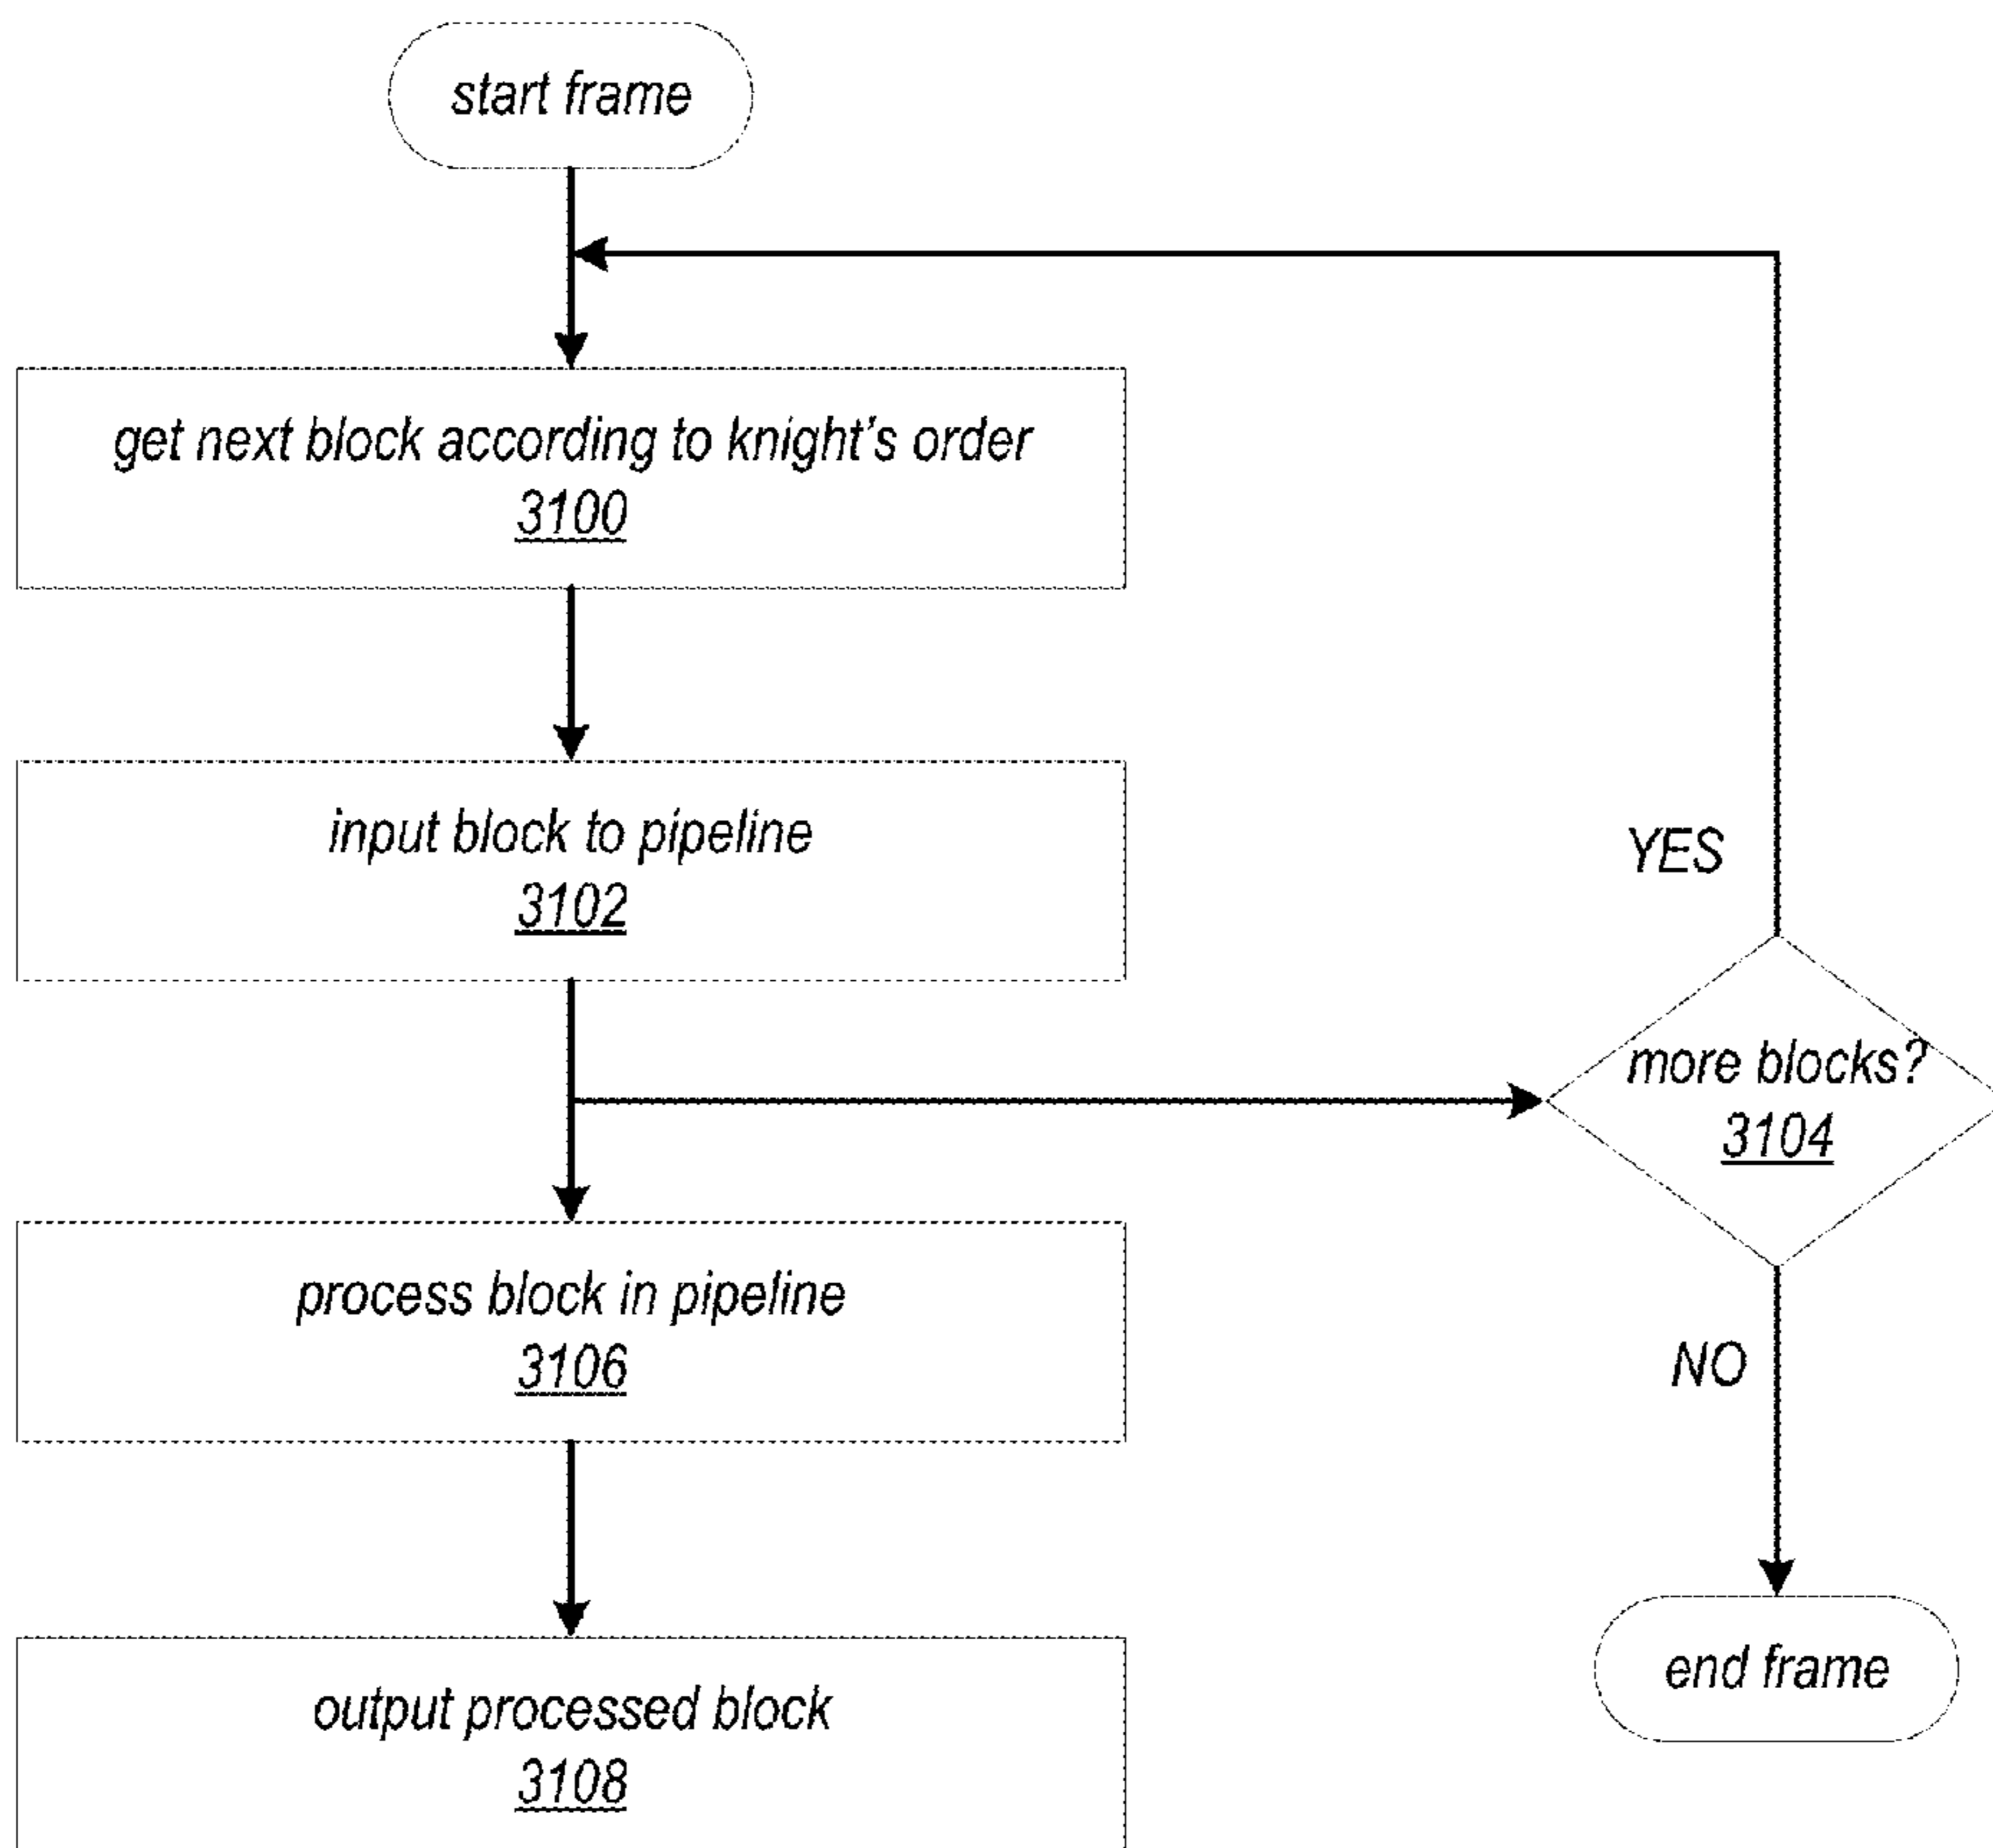 start frame
get next block according to knight's order
3100
input block to pipeline
3102
YES
more blocks?
3104
process block in pipeline
3106
NO
output processed block
3108
end frame